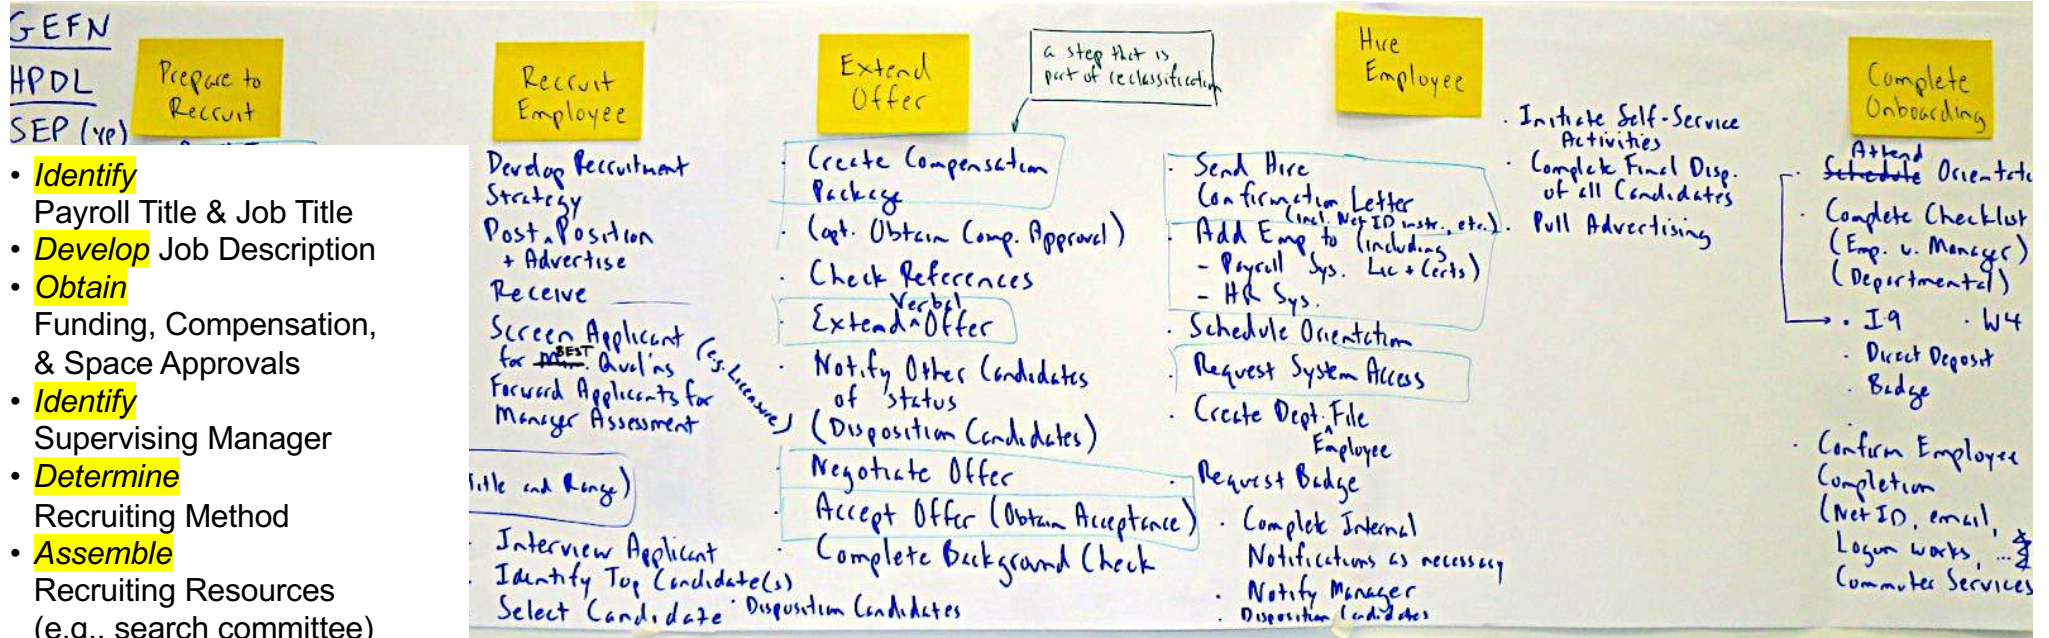 GEFN
HPDL
SEP (ye)
Prepare to
Recruit
• Identify
Payroll Title & Job Title
• Develop Job Description
• Obtain
Funding, Compensation,
& Space Approvals
• Identify
Supervising Manager
• Determine
Recruiting Method
• Assemble
Recruiting Resources
(e.g., search committee)
Recruit
Employee
Develop Recruitment
Strategy
Post Position
+ Advertise
Receive
Screen Applicant (e.g. Licensure)
for BEST Qual'ns
Forward Applicants for
Manager Assessment
Title and Range)
· Interview Applicant
· Identify Top Candidate(s)
· Select Candidate · Disposition Candidates
Extend
Offer
a step that is
part of reclassification
· Create Compensation
Package
· (opt. Obtain Comp. Approval)
· Check References
· Extend Verbal Offer
· Notify Other Candidates
of status
(Disposition Candidates)
· Negotiate Offer
· Accept Offer (Obtain Acceptance)
· Complete Background Check
Hire
Employee
· Send Hire
Confirmation Letter
(incl. Net ID instr., etc.)
· Add Emp to (including
- Payroll Sys. Lic + Certs)
- HR Sys.
· Schedule Orientation
· Request System Access
· Create Dept. Employee File
· Request Badge
· Complete Internal
Notifications as necessary
· Notify Manager
· Disposition Candidates
· Initiate Self-Service
Activities
· Complete Final Disp.
of all Candidates
· Pull Advertising
Complete
Onboarding
Attend
· Schedule Orientatio
· Complete Checklist
(Emp. v. Manager)
(Departmental)
· I9 · W4
· Direct Deposit
· Badge
· Confirm Employee
Completion
(Net ID, email,
Logon works, ...
Commuter Services